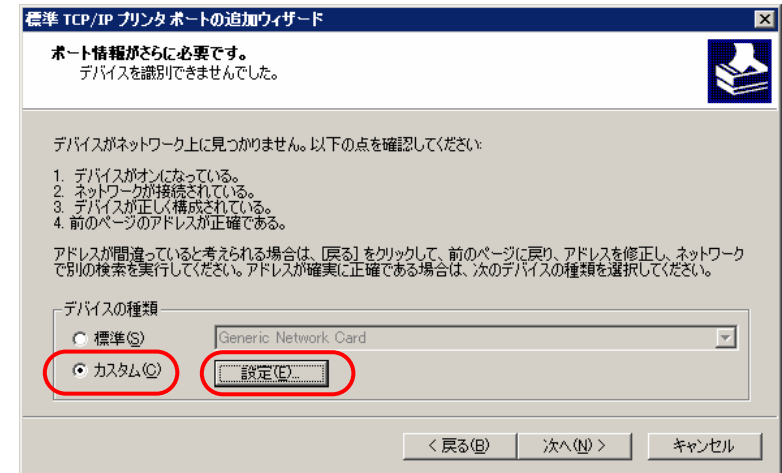 標準 TCP/IP プリンタ ポートの追加ウィザード
ポート情報がさらに必要です。
デバイスを識別できませんでした。
デバイスがネットワーク上に見つかりません。以下の点を確認してください:
1. デバイスがオンになっている。
2. ネットワークが接続されている。
3. デバイスが正しく構成されている。
4. 前のページのアドレスが正確である。
アドレスが間違っていると考えられる場合は、[戻る] をクリックして、前のページに戻り、アドレスを修正し、ネットワーク
で別の検索を実行してください。アドレスが確実に正確である場合は、次のデバイスの種類を選択してください。
デバイスの種類
標準(S)
Generic Network Card
カスタム(C)
設定(E)...
< 戻る(B)
次へ(N) >
キャンセル